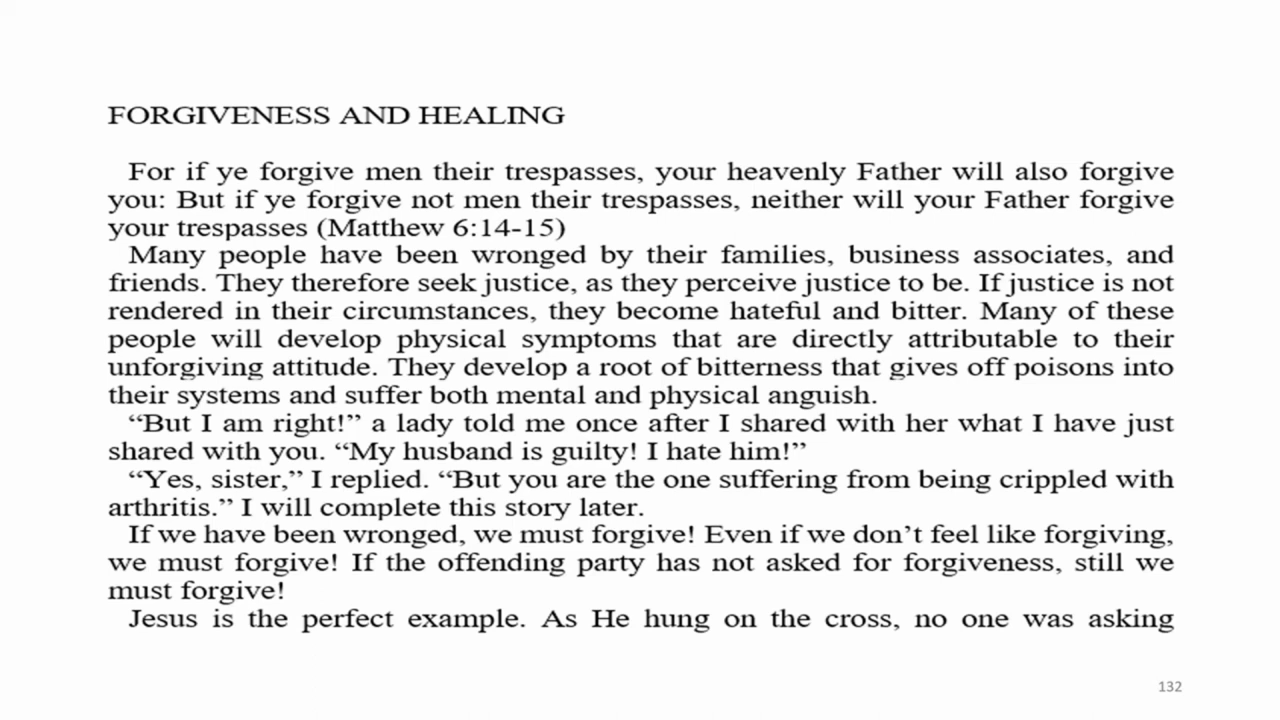 FORGIVENESS AND HEALING
For if ye forgive men their trespasses, your heavenly Father will also forgive
you: But if ye forgive not men their trespasses, neither will your Father forgive
your trespasses (Matthew 6:14-15)
Many people have been wronged by their families, business associates, and
friends. They therefore seek justice, as they perceive justice to be. If justice is not
rendered in their circumstances, they become hateful and bitter. Many of these
people will develop physical symptoms that are directly attributable to their
unforgiving attitude. They develop a root of bitterness that gives off poisons into
their systems and suffer both mental and physical anguish.
“But I am right!” a lady told me once after I shared with her what I have just
shared with you. “My husband is guilty! I hate him!”
“Yes, sister,” I replied. “But you are the one suffering from being crippled with
arthritis.” I will complete this story later.
If we have been wronged, we must forgive! Even if we don’t feel like forgiving,
we must forgive! If the offending party has not asked for forgiveness, still we
must forgive!
Jesus is the perfect example. As He hung on the cross, no one was asking
132